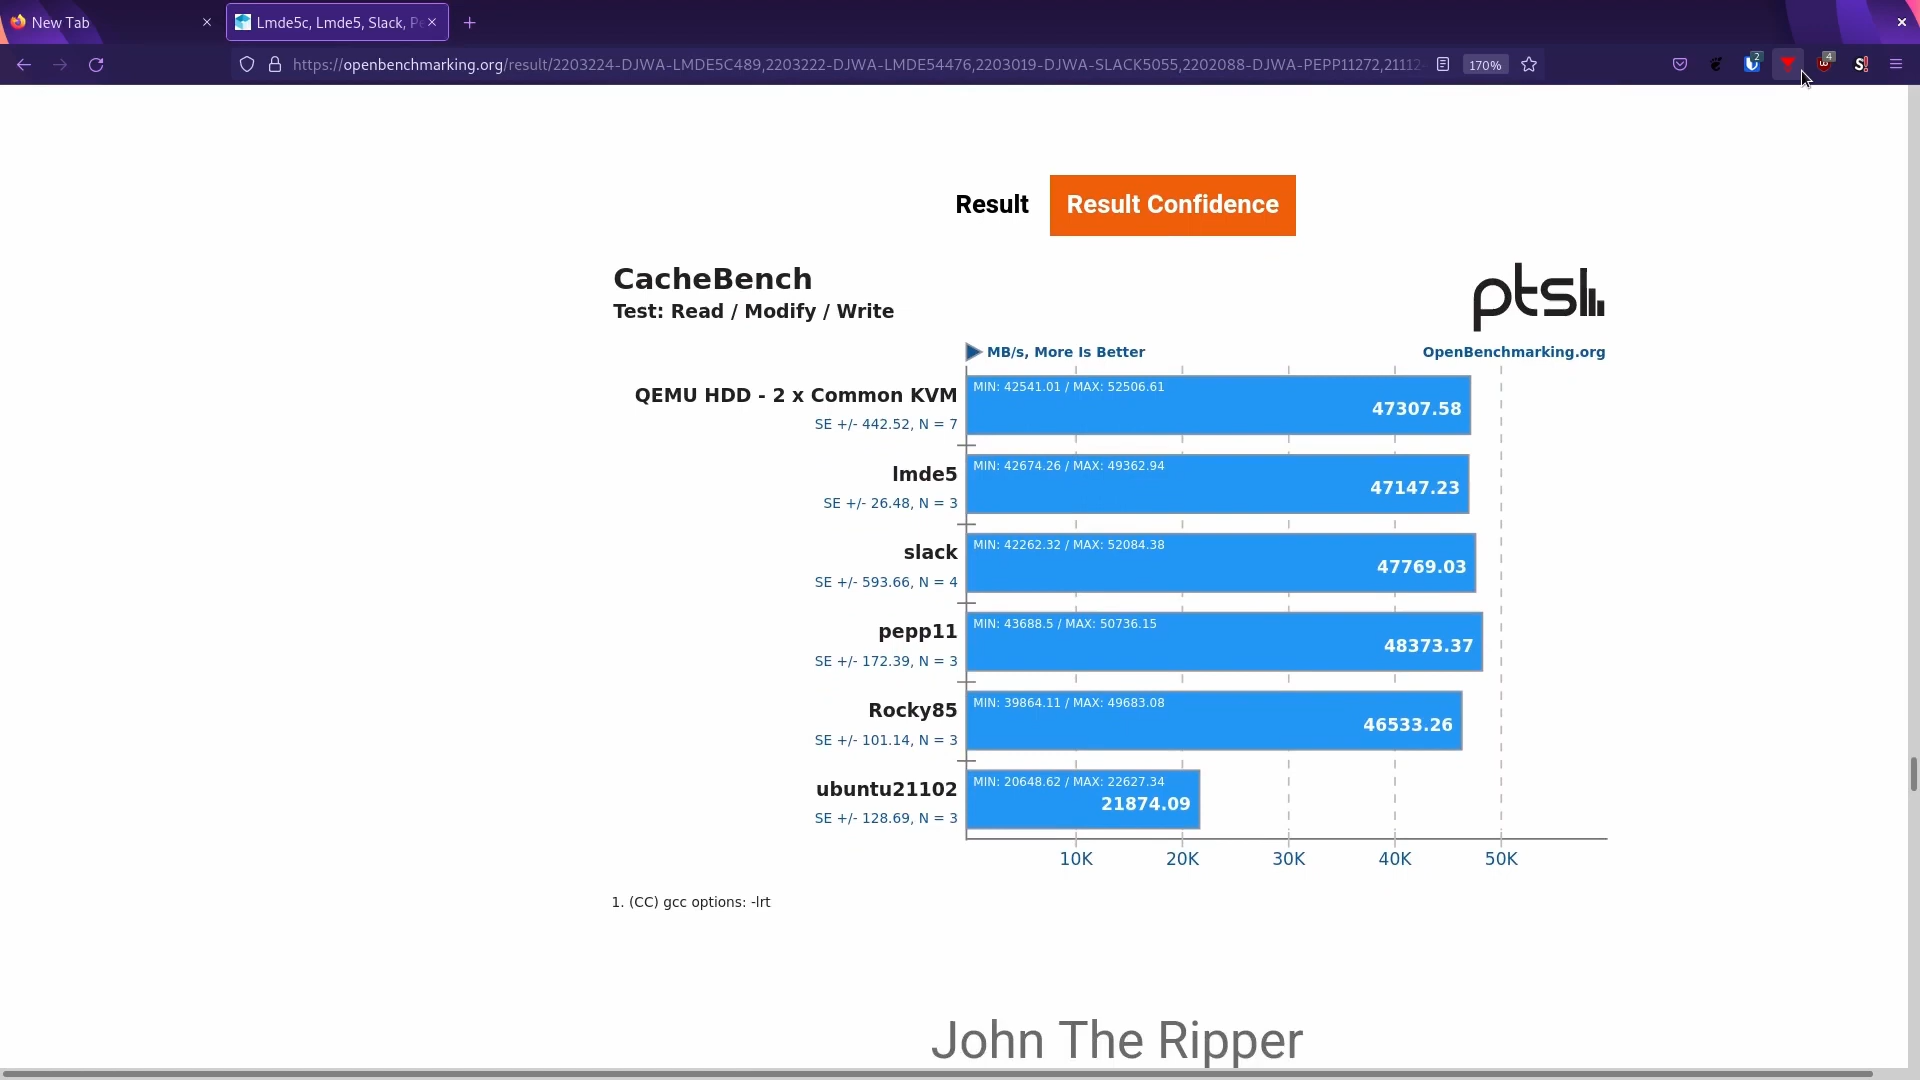 New Tab
Lmde5c, Lmde5, Slack, Pe
https://openbenchmarking.org/result/2203224-DJWA-LMDE5C489,2203222-DJWA-LMDE54476,2203019-DJWA-SLACK5055,2202088-DJWA-PEPP11272,21112
170%
2
4
S!
Result
Result Confidence
CacheBench
Test: Read / Modify / Write
ptsl
MB/s, More Is Better
OpenBenchmarking.org
QEMU HDD - 2 x Common KVM
SE +/- 442.52, N = 7
MIN: 42541.01 / MAX: 52506.61
47307.58
lmde5
SE +/- 26.48, N = 3
MIN: 42674.26 / MAX: 49362.94
47147.23
slack
SE +/- 593.66, N = 4
MIN: 42262.32 / MAX: 52084.38
47769.03
pepp11
SE +/- 172.39, N = 3
MIN: 43688.5 / MAX: 50736.15
48373.37
Rocky85
SE +/- 101.14, N = 3
MIN: 39864.11 / MAX: 49683.08
46533.26
ubuntu21102
SE +/- 128.69, N = 3
MIN: 20648.62 / MAX: 22627.34
21874.09
10K 20K 30K 40K 50K
1. (CC) gcc options: -lrt
John The Ripper